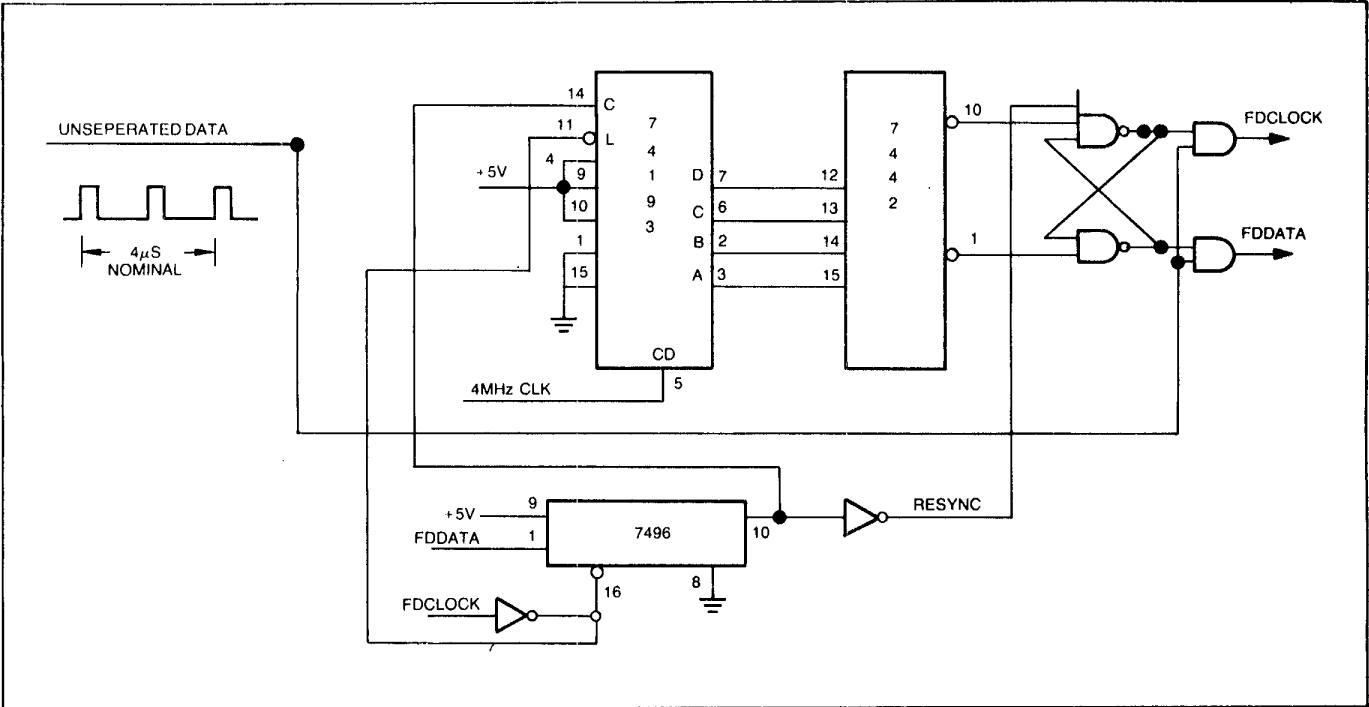 UNSEPERATED DATA
4μS
NOMINAL
14
C
11
L
4
+5V
9
10
1
15
7
4
1
9
3
D
7
C
6
B
2
A
3
CD
5
4MHz CLK
12
13
14
15
7
4
4
2
10
1
FDCLOCK
FDDATA
+5V
9
FDDATA
1
7496
10
8
16
FDCLOCK
RESYNC